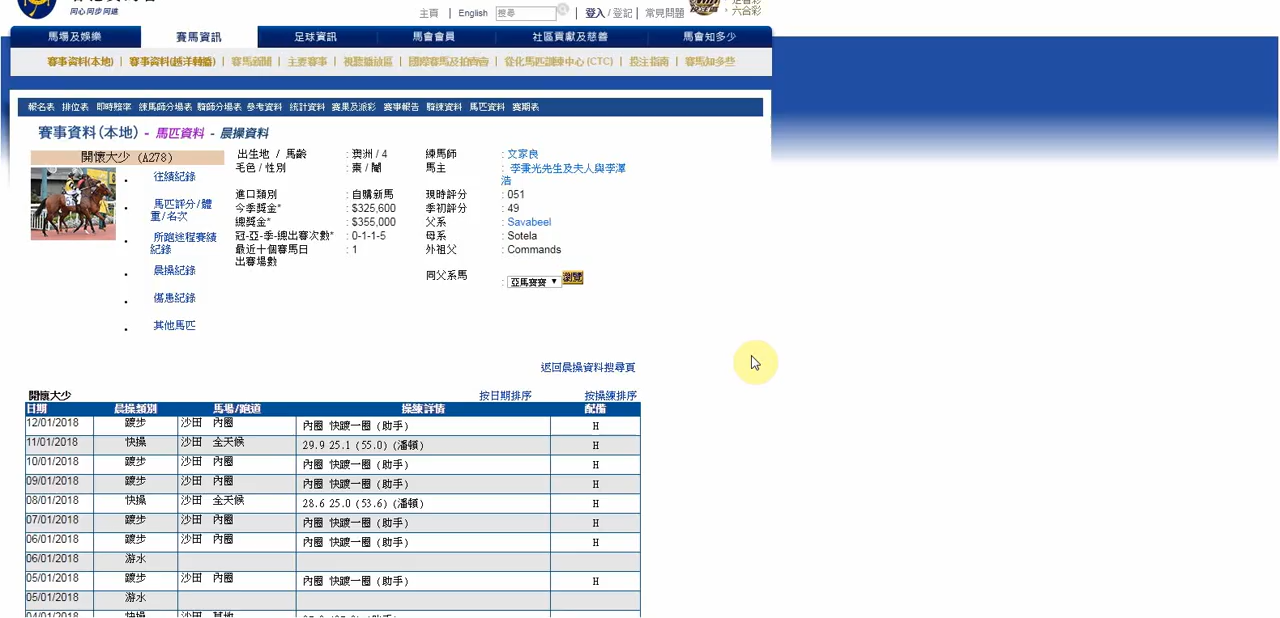 同心同步同進
主頁 | English 搜尋 | 登入 / 登記 | 常見問題 六合彩
馬場及娛樂 賽馬資訊 足球資訊 馬會會員 社區貢獻及慈善 馬會知多少
賽事資料(本地) | 賽事資料(越洋轉播) | 賽馬新聞 | 主要賽事 | 視聽播放區 | 國際賽馬及拍賣會 | 從化馬匹訓練中心 (CTC) | 投注指南 | 賽馬知多些
報名表 排位表 即時賠率 練馬師分場表 騎師分場表 參考資料 統計資料 賽果及派彩 賽事報告 騎練資料 馬匹資料 賽期表
賽事資料(本地) - 馬匹資料 - 晨操資料
開懷大少 (A278)
往績紀錄
馬匹評分/體重/名次
所跑途程賽績紀錄
晨操紀錄
傷患紀錄
其他馬匹
出生地 / 馬齡 : 澳洲 / 4 練馬師 : 文家良
毛色 / 性別 : 棗 / 閹 馬主 : 李秉光先生及夫人與李澤浩
進口類別 : 自購新馬 現時評分 : 051
今季獎金* : $325,600 季初評分 : 49
總獎金* : $355,000 父系 : Savabeel
冠-亞-季-總出賽次數* : 0-1-1-5 母系 : Sotela
最近十個賽馬日 : 1 外祖父 : Commands
出賽場數
同父系馬 : 亞馬寶寶 ▼ 瀏覽
返回晨操資料搜尋頁
開懷大少 按日期排序 按操練排序
日期 晨操類別 馬場/跑道 操練詳情 配備
12/01/2018 踱步 沙田 內圈 內圈 快踱一圈 (助手) H
11/01/2018 快操 沙田 全天候 29.9 25.1 (55.0) (潘頓) H
10/01/2018 踱步 沙田 內圈 內圈 快踱一圈 (助手) H
09/01/2018 踱步 沙田 內圈 內圈 快踱一圈 (助手) H
08/01/2018 快操 沙田 全天候 28.6 25.0 (53.6) (潘頓) H
07/01/2018 踱步 沙田 內圈 內圈 快踱一圈 (助手) H
06/01/2018 踱步 沙田 內圈 內圈 快踱一圈 (助手) H
06/01/2018 游水
05/01/2018 踱步 沙田 內圈 內圈 快踱一圈 (助手) H
05/01/2018 游水
04/01/2018 快操 沙田